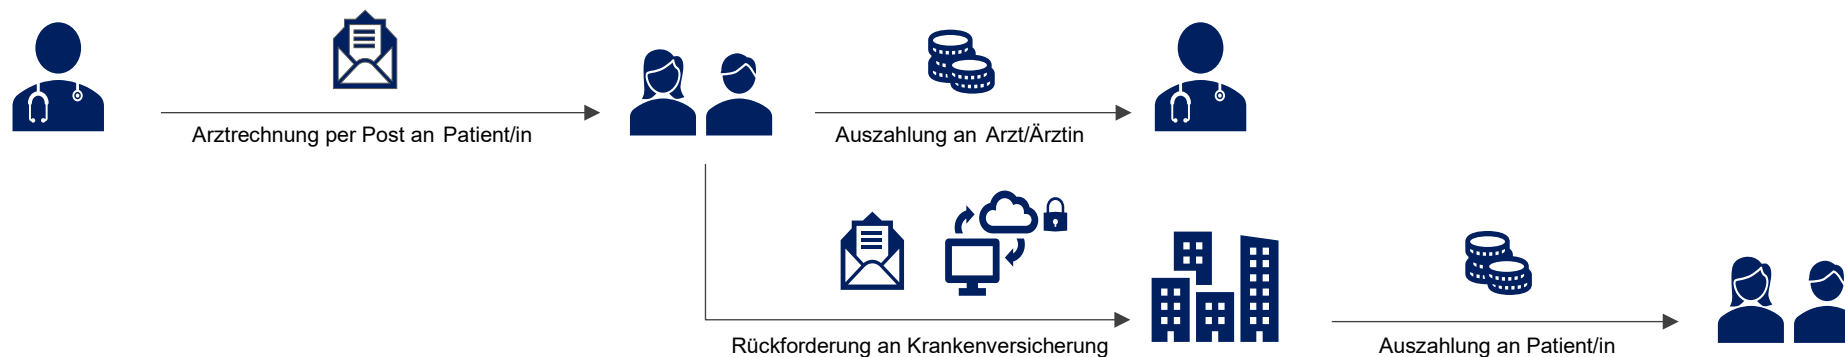 Arztrechnung per Post an Patient/in
Auszahlung an Arzt/Ärztin
Rückforderung an Krankenversicherung
Auszahlung an Patient/in